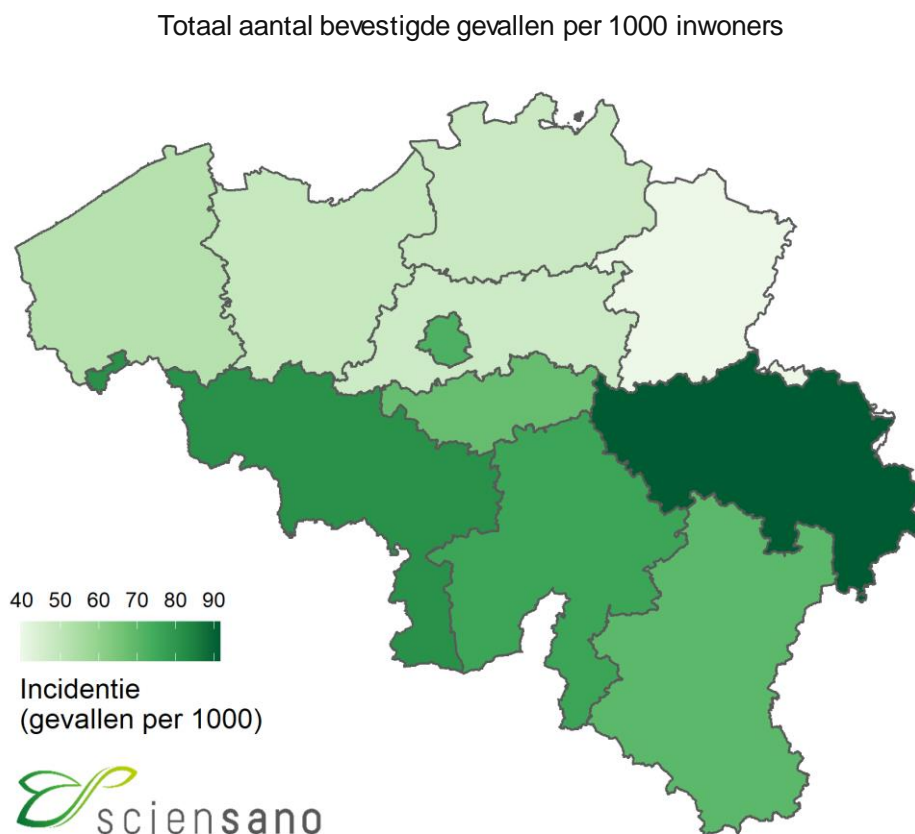 Totaal aantal bevestigde gevallen per 1000 inwoners
40 50 60 70 80 90
Incidentie
(gevallen per 1000)
sciensano